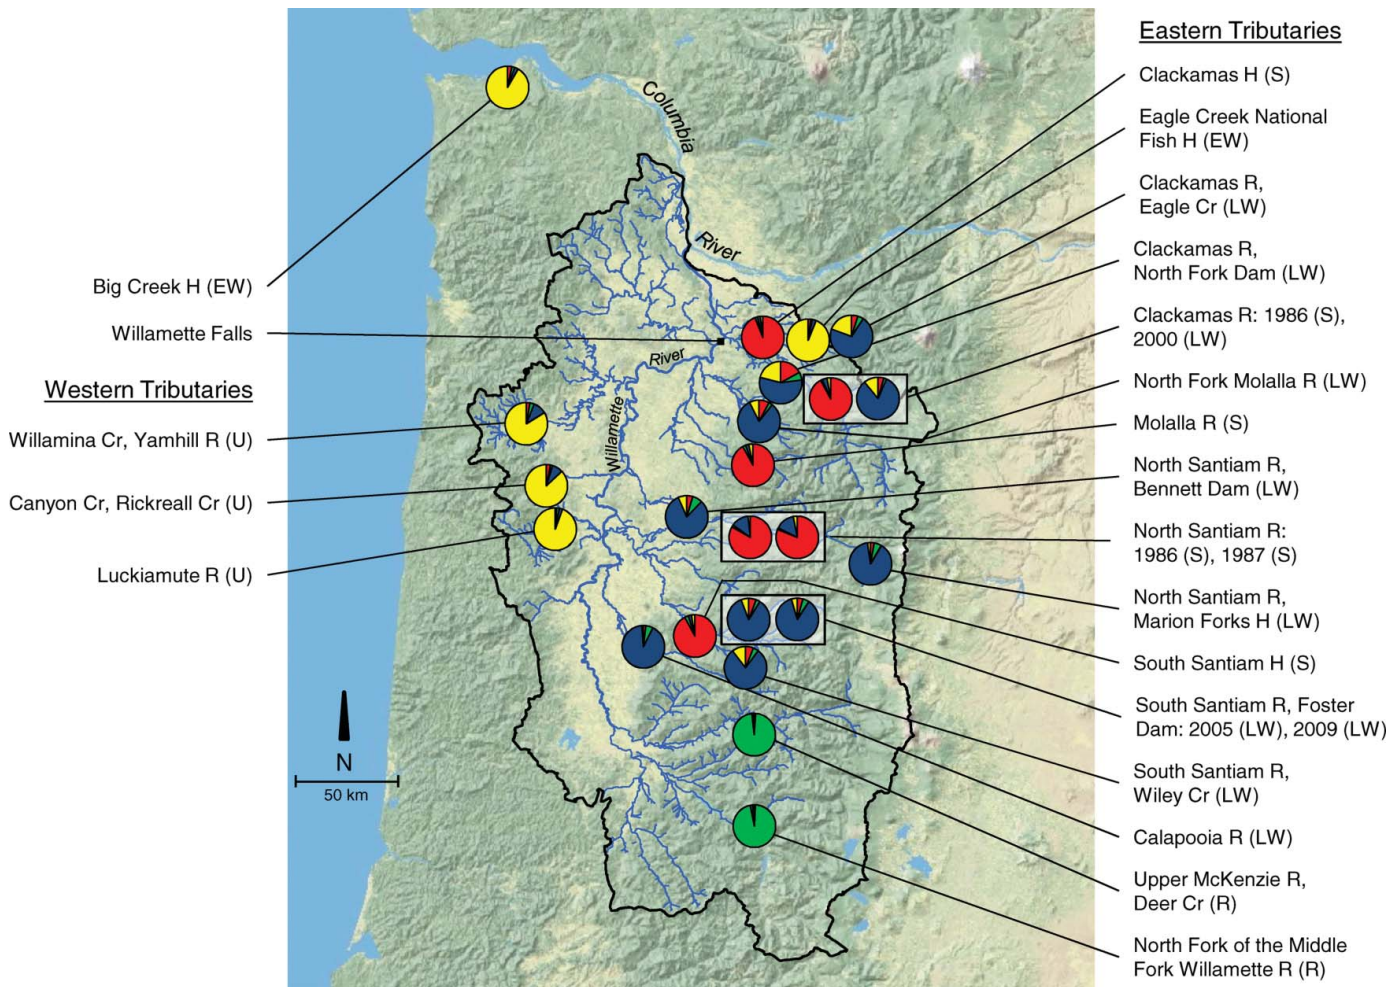 Eastern Tributaries
Clackamas H (S)
Eagle Creek National
Fish H (EW)
Clackamas R,
Eagle Cr (LW)
Clackamas R,
North Fork Dam (LW)
Clackamas R: 1986 (S),
2000 (LW)
North Fork Molalla R (LW)
Molalla R (S)
North Santiam R,
Bennett Dam (LW)
North Santiam R:
1986 (S), 1987 (S)
North Santiam R,
Marion Forks H (LW)
South Santiam H (S)
South Santiam R, Foster
Dam: 2005 (LW), 2009 (LW)
South Santiam R,
Wiley Cr (LW)
Calapooia R (LW)
Upper McKenzie R,
Deer Cr (R)
North Fork of the Middle
Fork Willamette R (R)
Columbia
River
Willamette
River
Big Creek H (EW)
Willamette Falls
Western Tributaries
Willamina Cr, Yamhill R (U)
Canyon Cr, Rickreall Cr (U)
Luckiamute R (U)
N
50 km